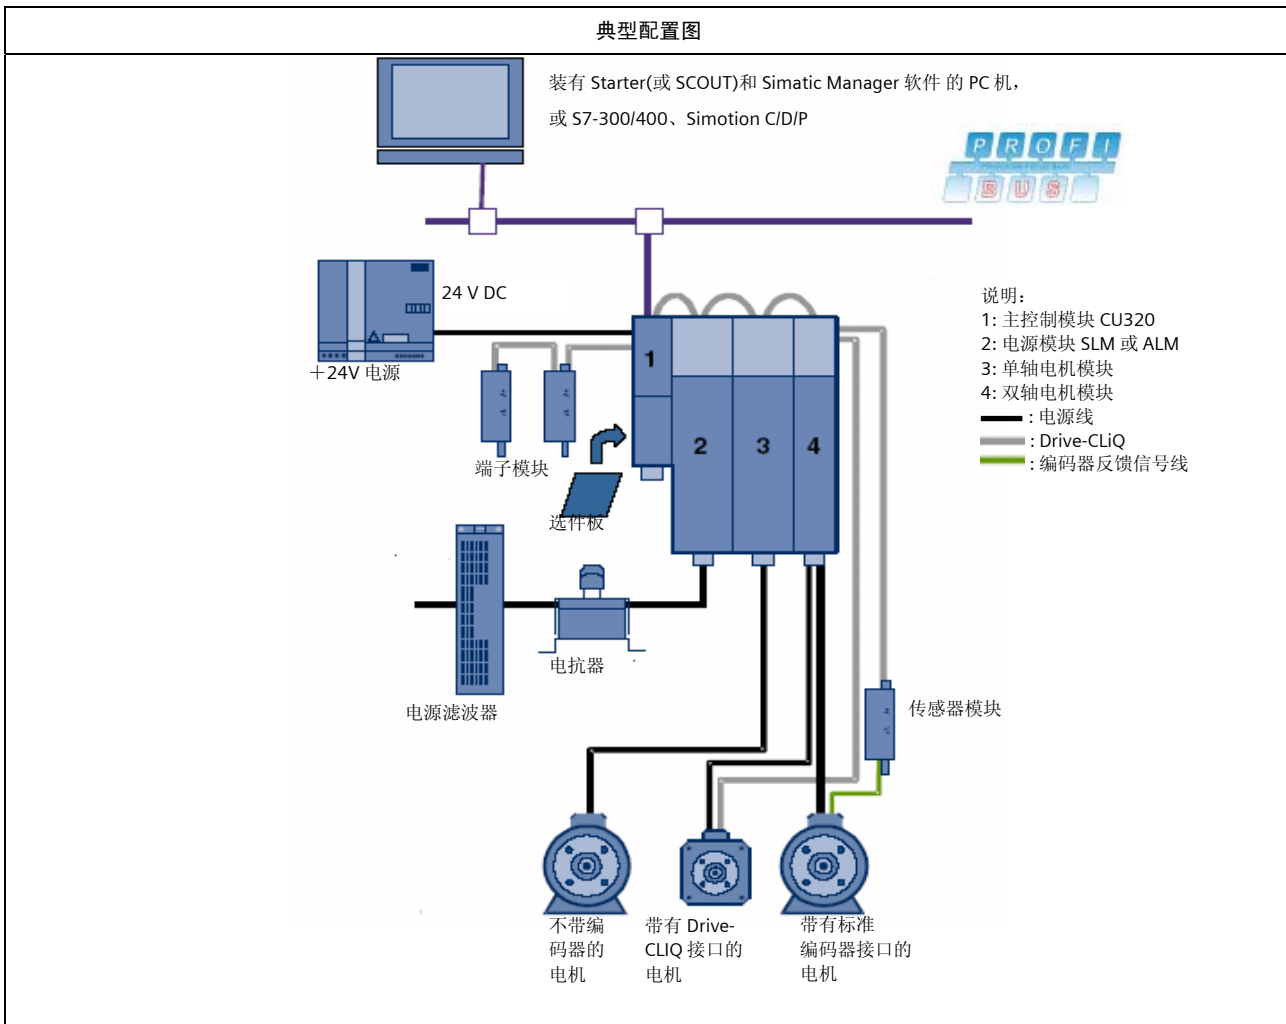 典型配置图
装有 Starter(或 SCOUT)和 Simatic Manager 软件 的 PC 机，
或 S7-300/400、Simotion C/D/P
PROFI
BUS
24 V DC
＋24V 电源
说明：
1: 主控制模块 CU320
2: 电源模块 SLM 或 ALM
3: 单轴电机模块
4: 双轴电机模块
: 电源线
: Drive-CLiQ
: 编码器反馈信号线
1
2
3
4
端子模块
选件板
电抗器
电源滤波器
传感器模块
不带编
码器的
电机
带有 Drive-
CLIQ 接口的
电机
带有标准
编码器接口的
电机